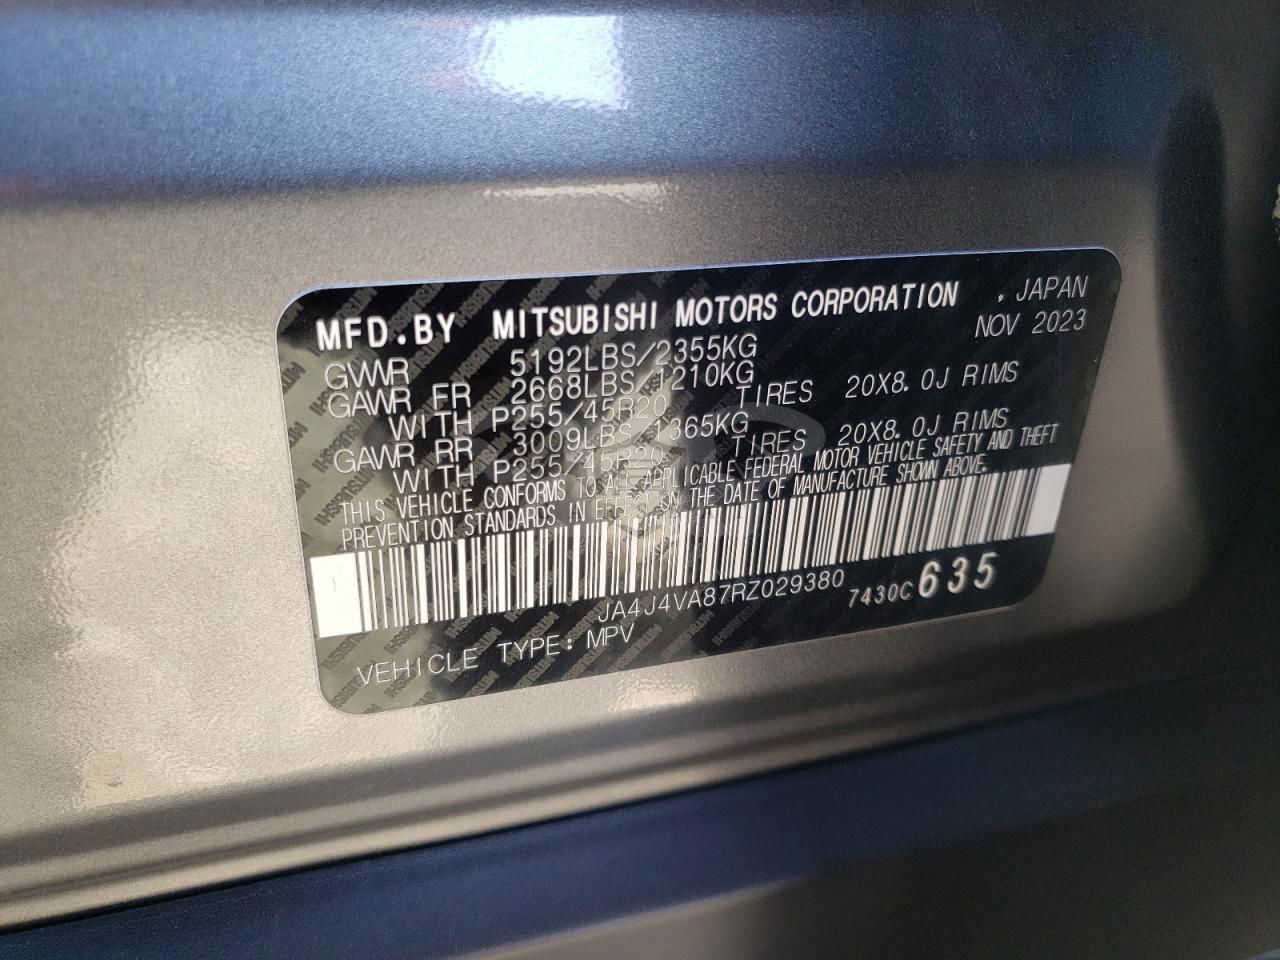 MFD.BY MITSUBISHI MOTORS CORPORATION , JAPAN
NOV 2023
GVWR 5192LBS/2355KG
GAWR FR 2668LBS/1210KG
WITH P255/45R20 TIRES 20X8.0J RIMS
GAWR RR 3009LBS/1365KG
WITH P255/45R20 TIRES 20X8.0J RIMS
THIS VEHICLE CONFORMS TO ALL APPLICABLE FEDERAL MOTOR VEHICLE SAFETY AND THEFT
PREVENTION STANDARDS IN EFFECT ON THE DATE OF MANUFACTURE SHOWN ABOVE.
JA4J4VA87RZ029380 7430C 635
VEHICLE TYPE: MPV